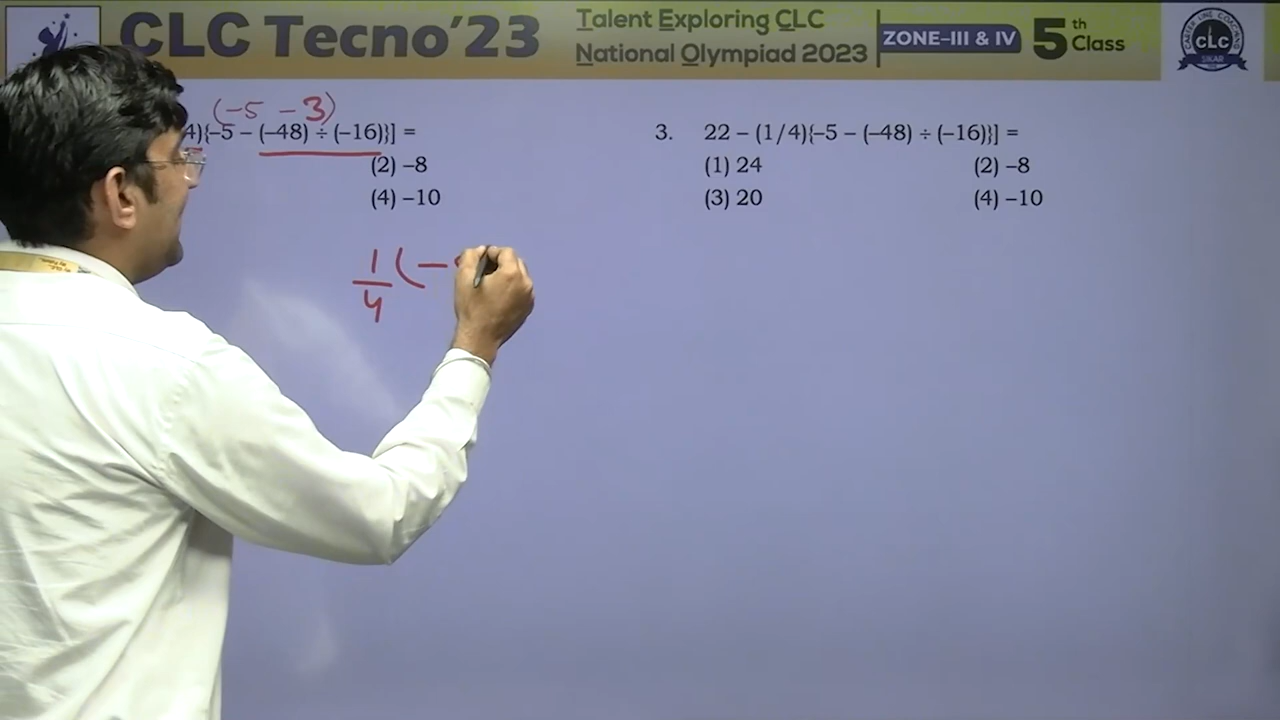 CLC Tecno'23
Talent Exploring CLC
National Olympiad 2023
ZONE–III & IV
5th Class
CLC
SIKAR
(–5 – 3)
4){–5 – (–48) ÷ (–16)}] =
(2) –8
(4) –10
1/4 (–
3. 22 – (1/4){–5 – (–48) ÷ (–16)}] =
(1) 24 (2) –8
(3) 20 (4) –10